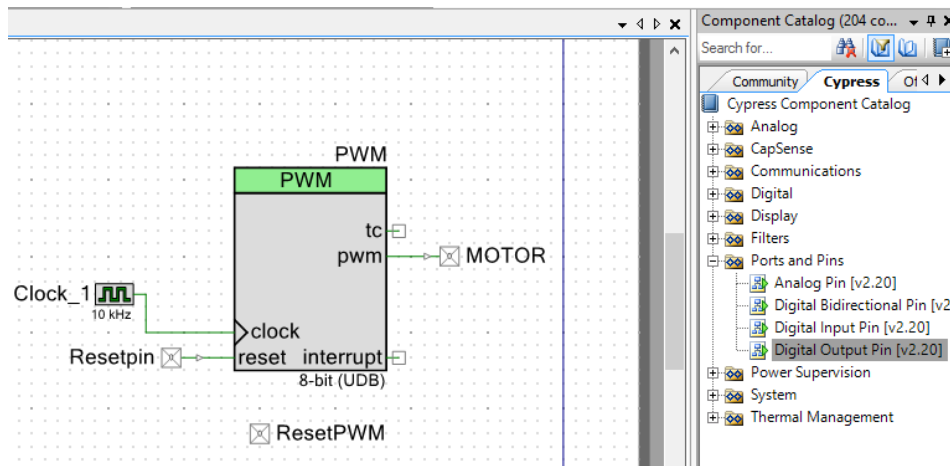 PWM
PWM
tc
pwm
MOTOR
Clock_1
10 kHz
clock
Resetpin
reset
interrupt
8-bit (UDB)
ResetPWM
Component Catalog (204 co...
Search for...
Community
Cypress
Of
Cypress Component Catalog
Analog
CapSense
Communications
Digital
Display
Filters
Ports and Pins
Analog Pin [v2.20]
Digital Bidirectional Pin [v2
Digital Input Pin [v2.20]
Digital Output Pin [v2.20]
Power Supervision
System
Thermal Management